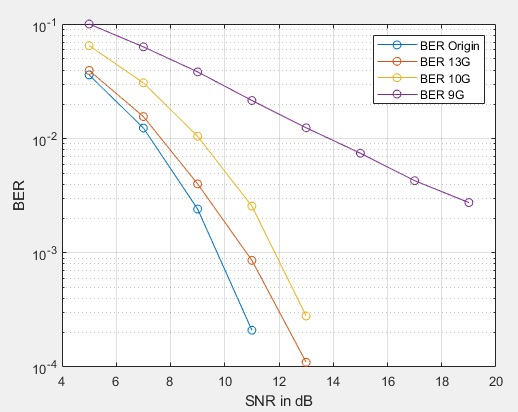 10^-1
10^-2
10^-3
10^-4
BER
4 6 8 10 12 14 16 18 20
SNR in dB
BER Origin
BER 13G
BER 10G
BER 9G